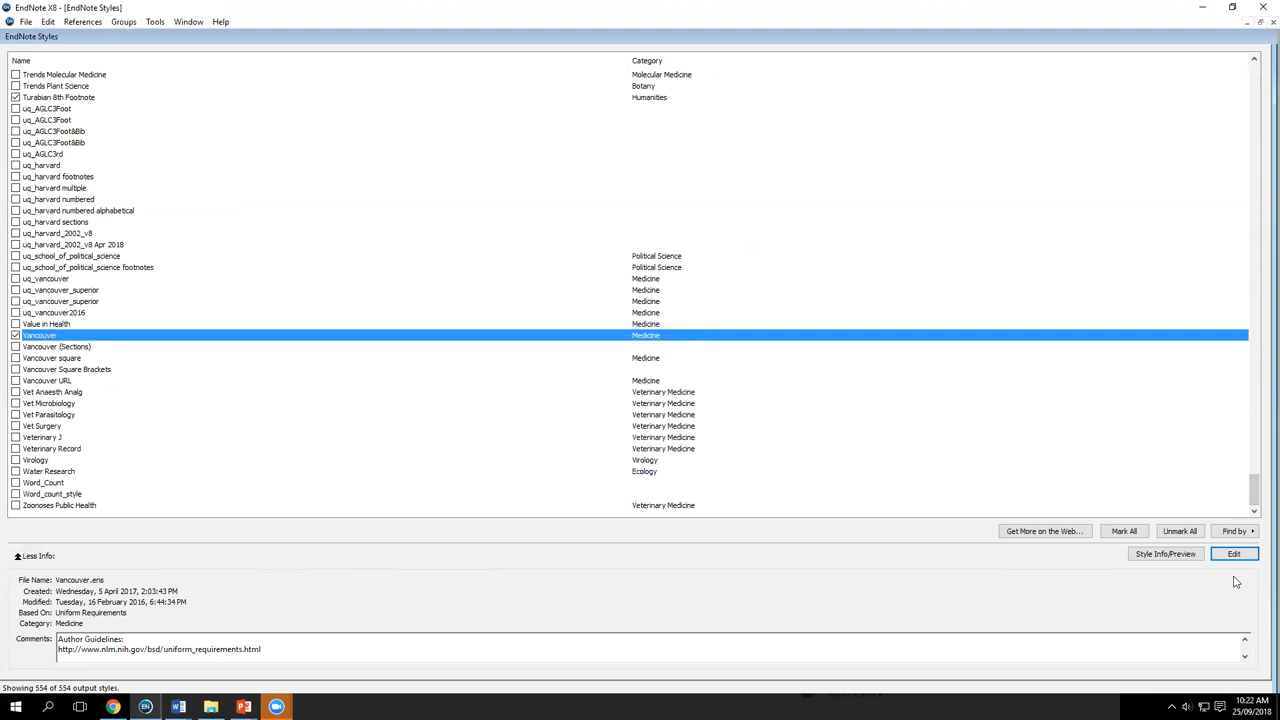 EndNote X8 - [EndNote Styles]
File Edit References Groups Tools Window Help
EndNote Styles
Name Category
Trends Molecular Medicine Molecular Medicine
Trends Plant Science Botany
Turabian 8th Footnote Humanities
uq_AGLC3Foot
uq_AGLC3Foot
uq_AGLC3Foot&Bib
uq_AGLC3Foot&Bib
uq_AGLC3rd
uq_harvard
uq_harvard footnotes
uq_harvard multiple
uq_harvard numbered
uq_harvard numbered alphabetical
uq_harvard sections
uq_harvard_2002_v8
uq_harvard_2002_v8 Apr 2018
uq_school_of_political_science Political Science
uq_school_of_political_science footnotes Political Science
uq_vancouver Medicine
uq_vancouver_superior Medicine
uq_vancouver_superior Medicine
uq_vancouver2016 Medicine
Value in Health Medicine
Vancouver Medicine
Vancouver (Sections)
Vancouver square Medicine
Vancouver Square Brackets
Vancouver URL Medicine
Vet Anaesth Analg Veterinary Medicine
Vet Microbiology Veterinary Medicine
Vet Parasitology Veterinary Medicine
Vet Surgery Veterinary Medicine
Veterinary J Veterinary Medicine
Veterinary Record Veterinary Medicine
Virology Virology
Water Research Ecology
Word_Count
Word_count_style
Zoonoses Public Health Veterinary Medicine
Get More on the Web... Mark All Unmark All Find by
Less Info: Style Info/Preview Edit
File Name: Vancouver.ens
Created: Wednesday, 5 April 2017, 2:03:43 PM
Modified: Tuesday, 16 February 2016, 6:44:34 PM
Based On: Uniform Requirements
Category: Medicine
Comments: Author Guidelines:
http://www.nlm.nih.gov/bsd/uniform_requirements.html
Showing 554 of 554 output styles.
10:22 AM
25/09/2018